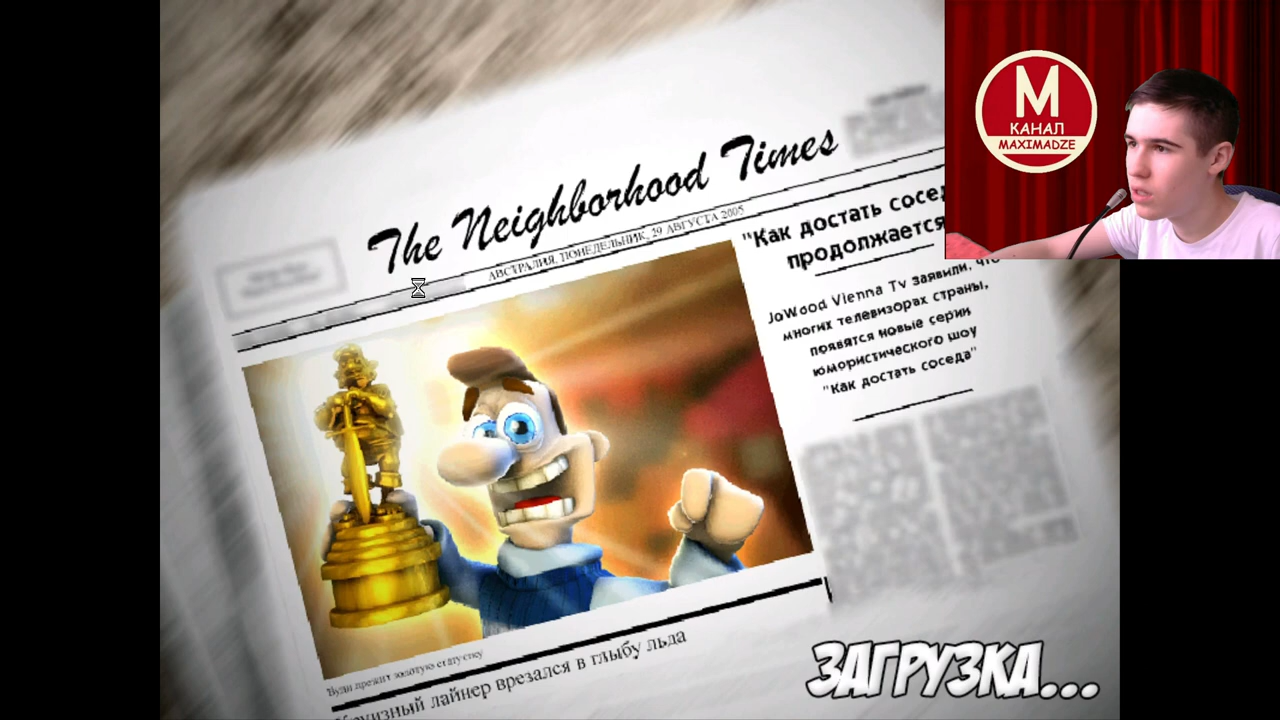 The Neighborhood Times
АВСТРАЛИЯ, ПОНЕДЕЛЬНИК, 29 АВГУСТА 2005
"Как достать
продолжается
JoWood Vienna Tv заявили, что
многих телевизорах страны,
появятся новые серии
юмористического шоу
"Как достать соседа"
Вуди держит золотую статуэтку
лайнер врезался в глыбу льда
ЗАГРУЗКА...
М
КАНАЛ
MAXIMADZE